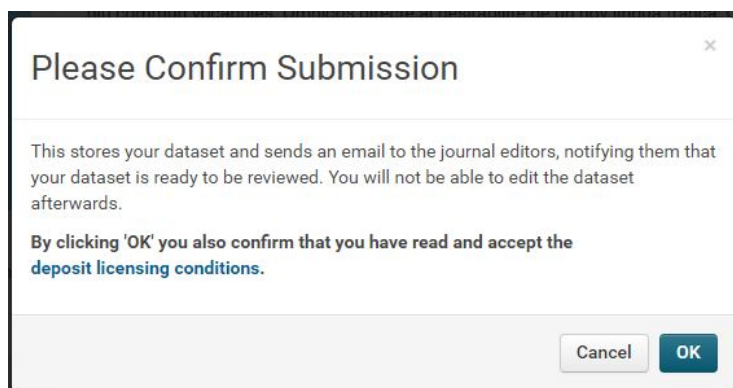 Please Confirm Submission
×
This stores your dataset and sends an email to the journal editors, notifying them that
your dataset is ready to be reviewed. You will not be able to edit the dataset
afterwards.
By clicking 'OK' you also confirm that you have read and accept the
deposit licensing conditions.
Cancel
OK